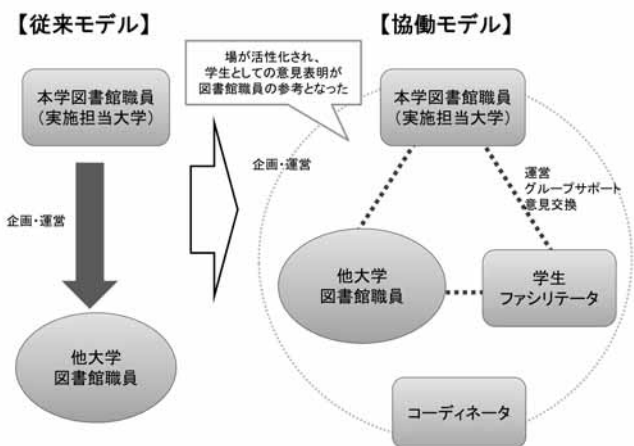 【従来モデル】
本学図書館職員
（実施担当大学）
企画・運営
他大学
図書館職員
【協働モデル】
場が活性化され、
学生としての意見表明が
図書館職員の参考となった
本学図書館職員
（実施担当大学）
企画・運営
運営
グループサポート
意見交換
他大学
図書館職員
学生
ファシリテータ
コーディネータ